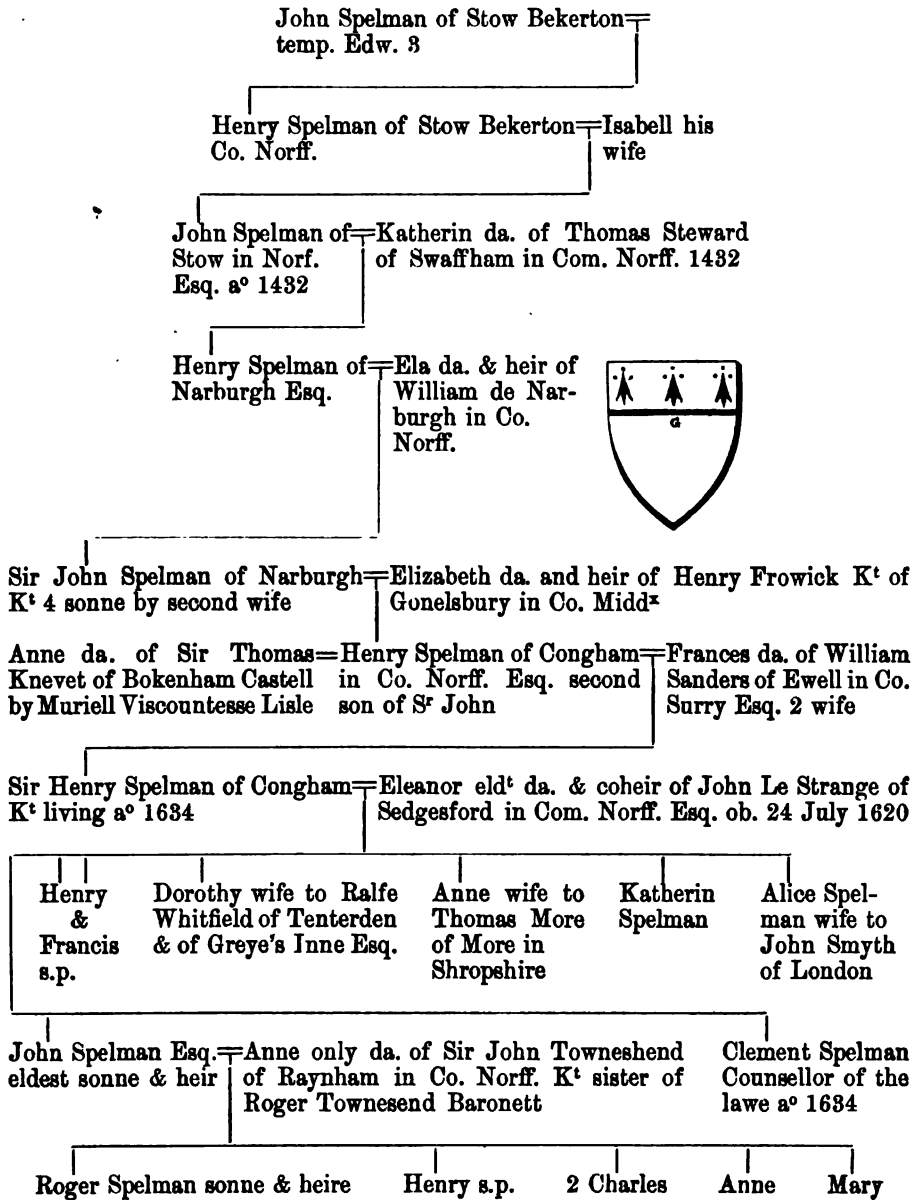 John Spelman of Stow Bekerton
temp. Edw. 3
Henry Spelman of Stow Bekerton
Co. Norff.
Isabell his
wife
John Spelman of
Stow in Norf.
Esq. aº 1432
Katherin da. of Thomas Steward
of Swaffham in Com. Norff. 1432
Henry Spelman of
Narburgh Esq.
Ela da. & heir of
William de Nar-
burgh in Co.
Norff.
G
Sir John Spelman of Narburgh
Kᵗ 4 sonne by second wife
Elizabeth da. and heir of Henry Frowick Kᵗ of
Gunelsbury in Co. Middˣ
Anne da. of Sir Thomas
Knevet of Bokenham Castell
by Muriell Viscountesse Lisle
Henry Spelman of Congham
in Co. Norff. Esq. second
son of Sʳ John
Frances da. of William
Sanders of Ewell in Co.
Surry Esq. 2 wife
Sir Henry Spelman of Congham
Kᵗ living aº 1634
Eleanor eldᵗ da. & coheir of John Le Strange of
Sedgesford in Com. Norff. Esq. ob. 24 July 1620
Henry
&
Francis
s.p.
Dorothy wife to Ralfe
Whitfield of Tenterden
& of Greye's Inne Esq.
Anne wife to
Thomas More
of More in
Shropshire
Katherin
Spelman
Alice Spel-
man wife to
John Smyth
of London
John Spelman Esq.
eldest sonne & heir
Anne only da. of Sir John Towneshend
of Raynham in Co. Norff. Kᵗ sister of
Roger Townesend Baronett
Clement Spelman
Counsellor of the
lawe aº 1634
Roger Spelman sonne & heire
Henry s.p.
2 Charles
Anne
Mary